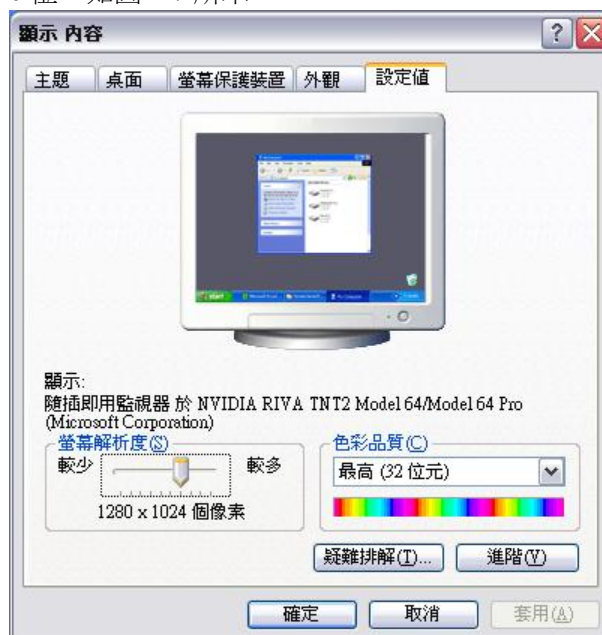 顯示 內容
主題 桌面 螢幕保護裝置 外觀 設定值
顯示:
隨插即用監視器 於 NVIDIA RIVA TNT2 Model 64/Model 64 Pro
(Microsoft Corporation)
螢幕解析度(S) 色彩品質(C)
較少 較多 最高 (32 位元)
1280 x 1024 個像素
疑難排解(T)... 進階(V)
確定 取消 套用(A)